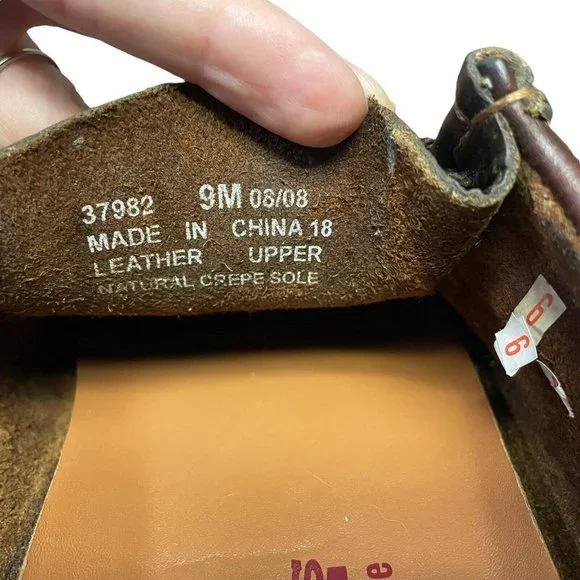 37982 9M 08/08
MADE IN CHINA 18
LEATHER UPPER
NATURAL CREPE SOLE
9
9